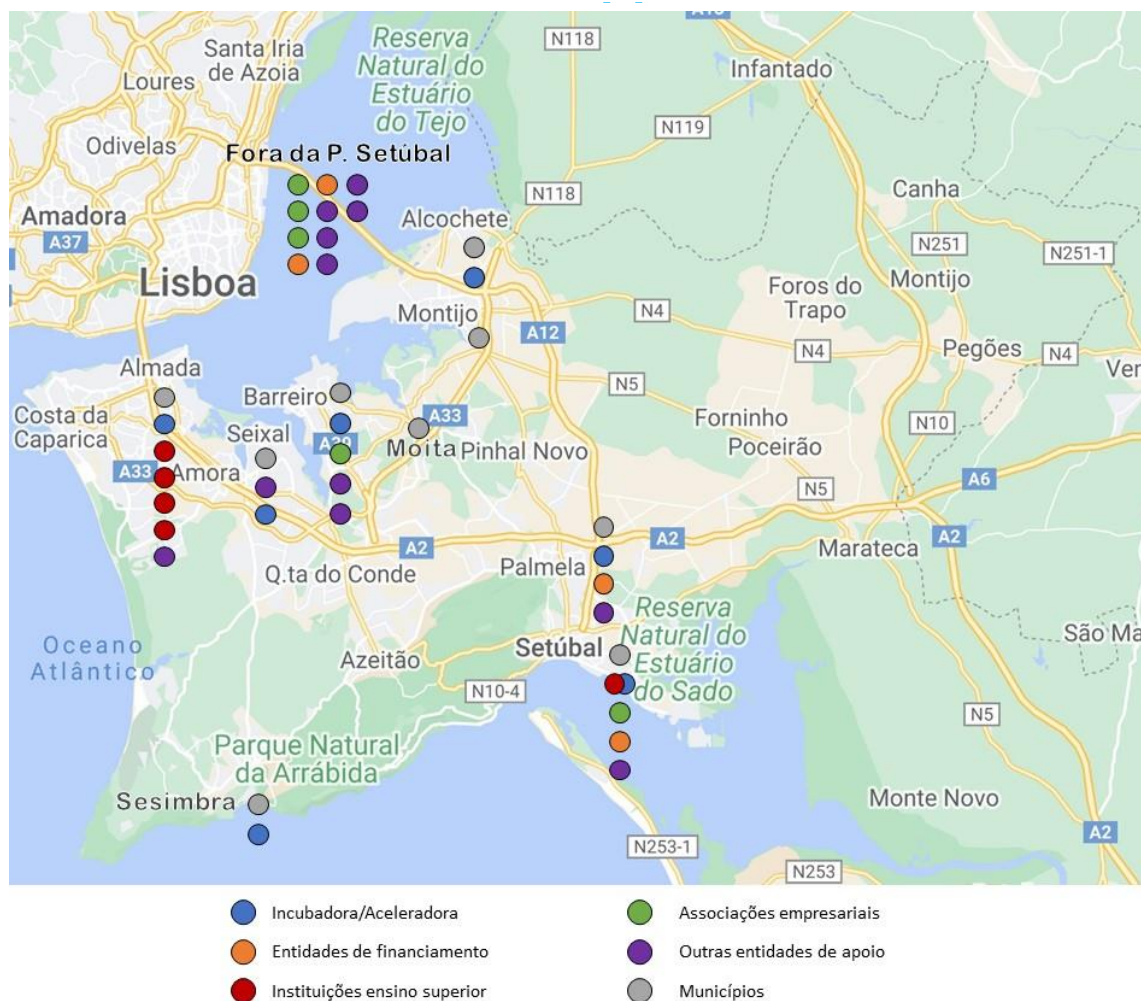 A13
N118
Santa Iria
de Azoia
Reserva
Natural do
Estuário
do Tejo
Loures
Infantado
N119
Odivelas
Fora da P. Setúbal
N118
Canha
Amadora
Alcochete
A37
N251
N251-1
Lisboa
Foros do
Trapo
Montijo
Montijo
N4
A12
N4
Pegões
N4
Ver
Almada
N5
Costa da
Caparica
Barreiro
A33
Forninho
N10
Seixal
A39
Moita
Pinhal Novo
Poceirão
A33
Amora
N5
A6
A2
A2
A2
Marateca
Q.ta do Conde
Palmela
Reserva
Natural do
Estuário
do Sado
Oceano
Atlântico
Azeitão
Setúbal
São Ma
N10-4
N5
Parque Natural
da Arrábida
Sesimbra
Monte Novo
A2
N253-1
N253
Incubadora/Aceleradora
Associações empresariais
Entidades de financiamento
Outras entidades de apoio
Instituições ensino superior
Municípios